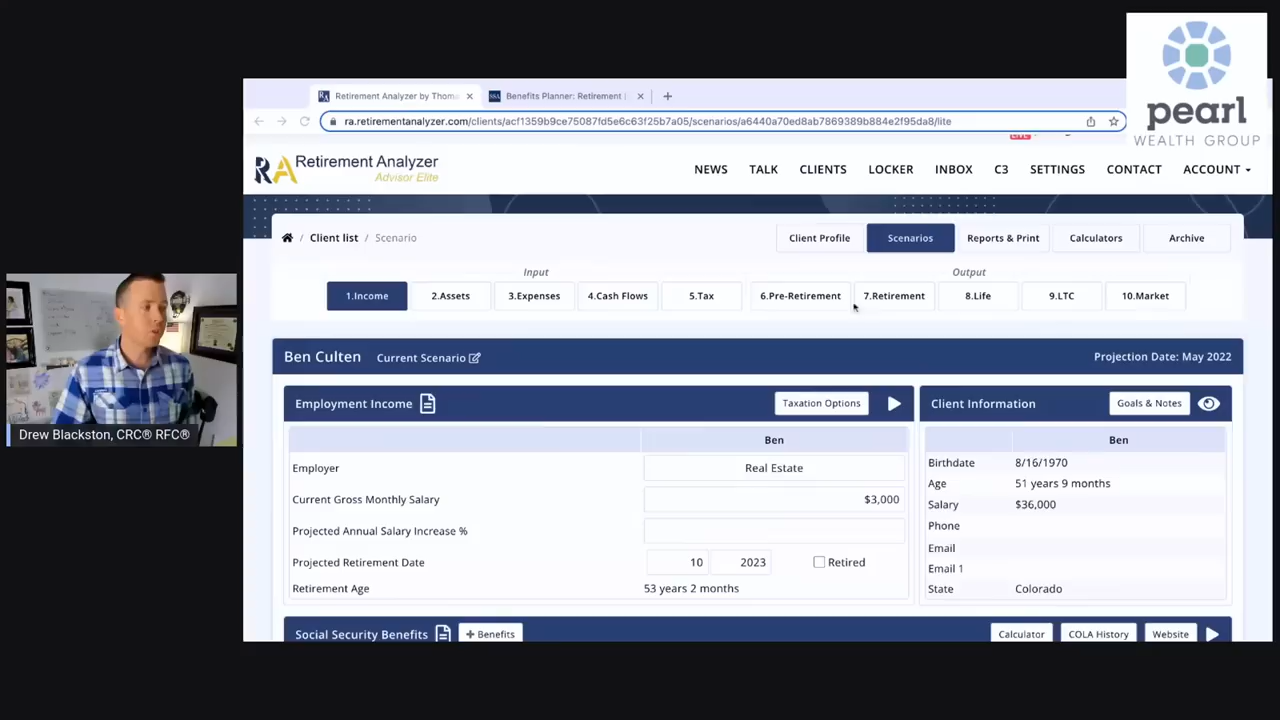 pearl
WEALTH GROUP
Retirement Analyzer by Thoma
Benefits Planner: Retirement |
ra.retirementanalyzer.com/clients/acf1359b9ce75087fd5e6c63f25b7a05/scenarios/a6440a70ed8ab7869389b884e2f95da8/lite
RA Retirement Analyzer
Advisor Elite
NEWS TALK CLIENTS LOCKER INBOX C3 SETTINGS CONTACT ACCOUNT
/ Client list / Scenario
Client Profile Scenarios Reports & Print Calculators Archive
Input Output
1.Income 2.Assets 3.Expenses 4.Cash Flows 5.Tax 6.Pre-Retirement 7.Retirement 8.Life 9.LTC 10.Market
Ben Culten Current Scenario Projection Date: May 2022
Employment Income Taxation Options
Ben
Employer Real Estate
Current Gross Monthly Salary $3,000
Projected Annual Salary Increase %
Projected Retirement Date 10 2023 Retired
Retirement Age 53 years 2 months
Client Information Goals & Notes
Ben
Birthdate 8/16/1970
Age 51 years 9 months
Salary $36,000
Phone
Email
Email 1
State Colorado
Social Security Benefits + Benefits Calculator COLA History Website
Drew Blackston, CRC® RFC®